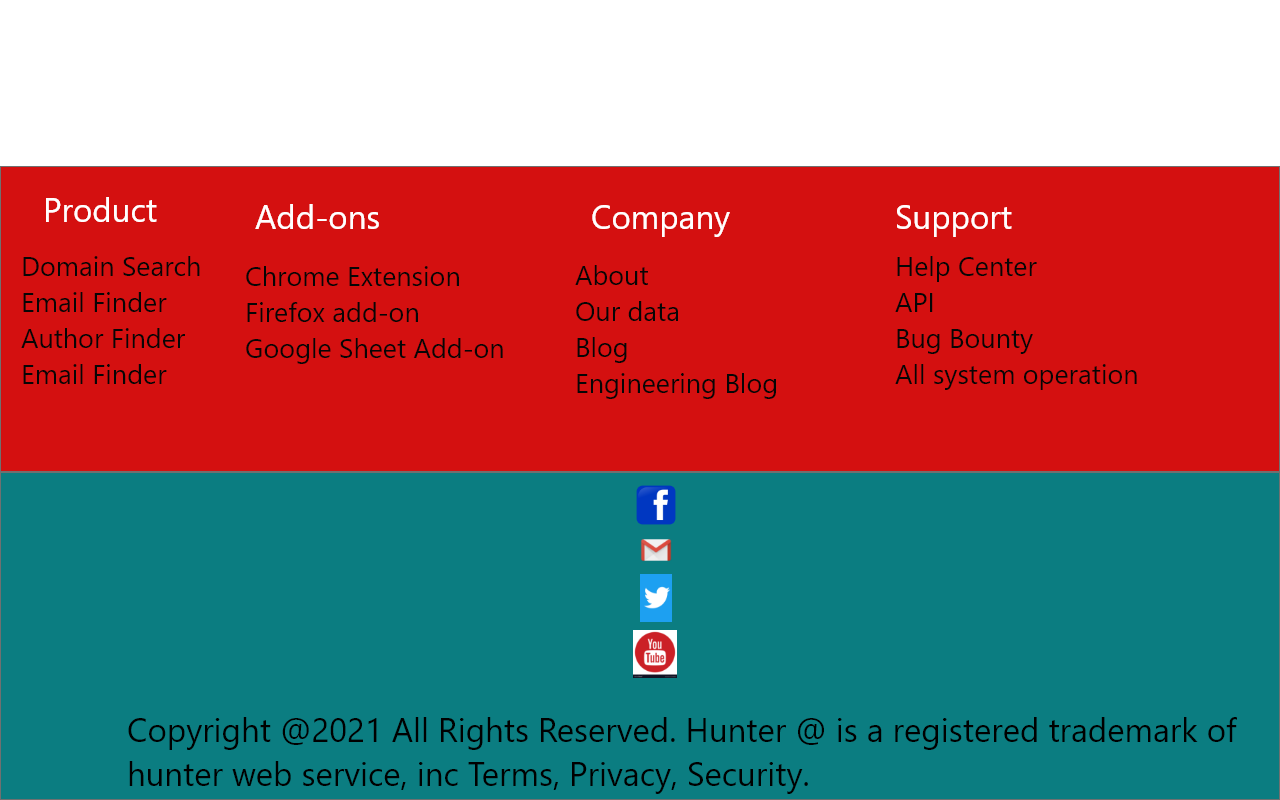 Product
Domain Search
Email Finder
Author Finder
Email Finder
Add-ons
Chrome Extension
Firefox add-on
Google Sheet Add-on
Company
About
Our data
Blog
Engineering Blog
Support
Help Center
API
Bug Bounty
All system operation
f
You
Tube
Copyright @2021 All Rights Reserved. Hunter @ is a registered trademark of
hunter web service, inc Terms, Privacy, Security.